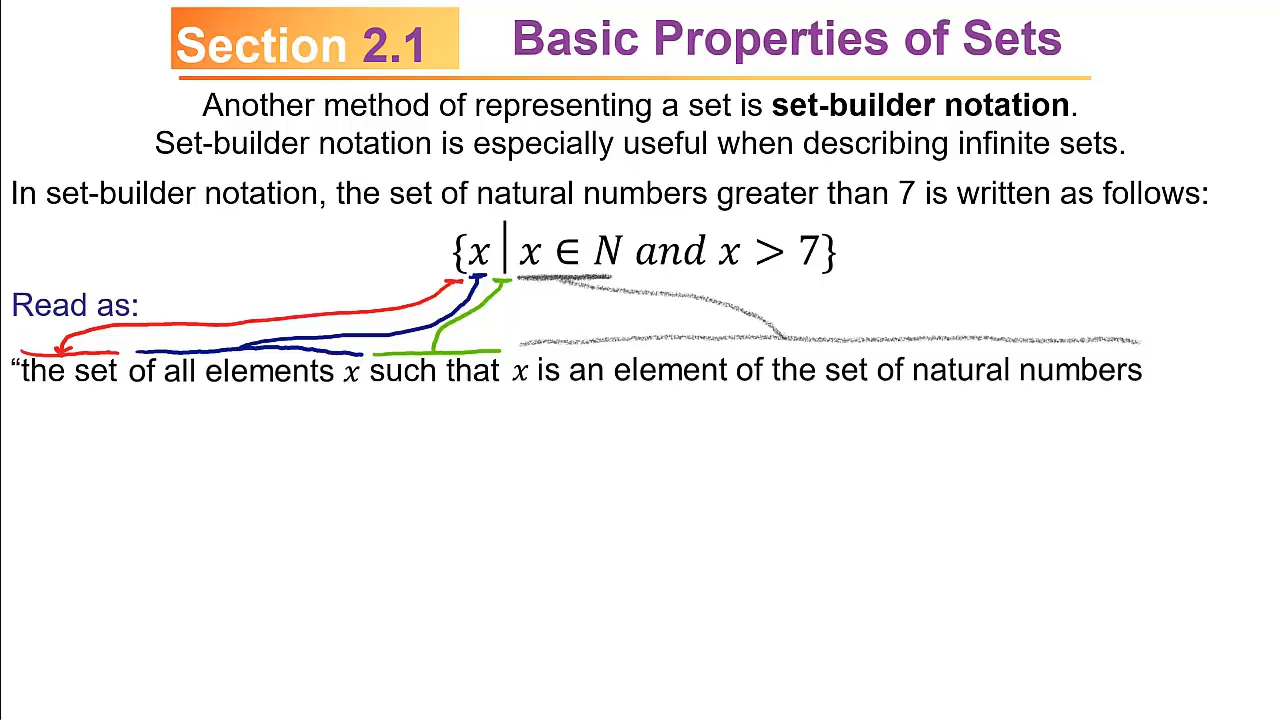 Section 2.1 Basic Properties of Sets
Another method of representing a set is set-builder notation.
Set-builder notation is especially useful when describing infinite sets.
In set-builder notation, the set of natural numbers greater than 7 is written as follows:
{x | x ∈ N and x > 7}
Read as:
“the set of all elements x such that x is an element of the set of natural numbers